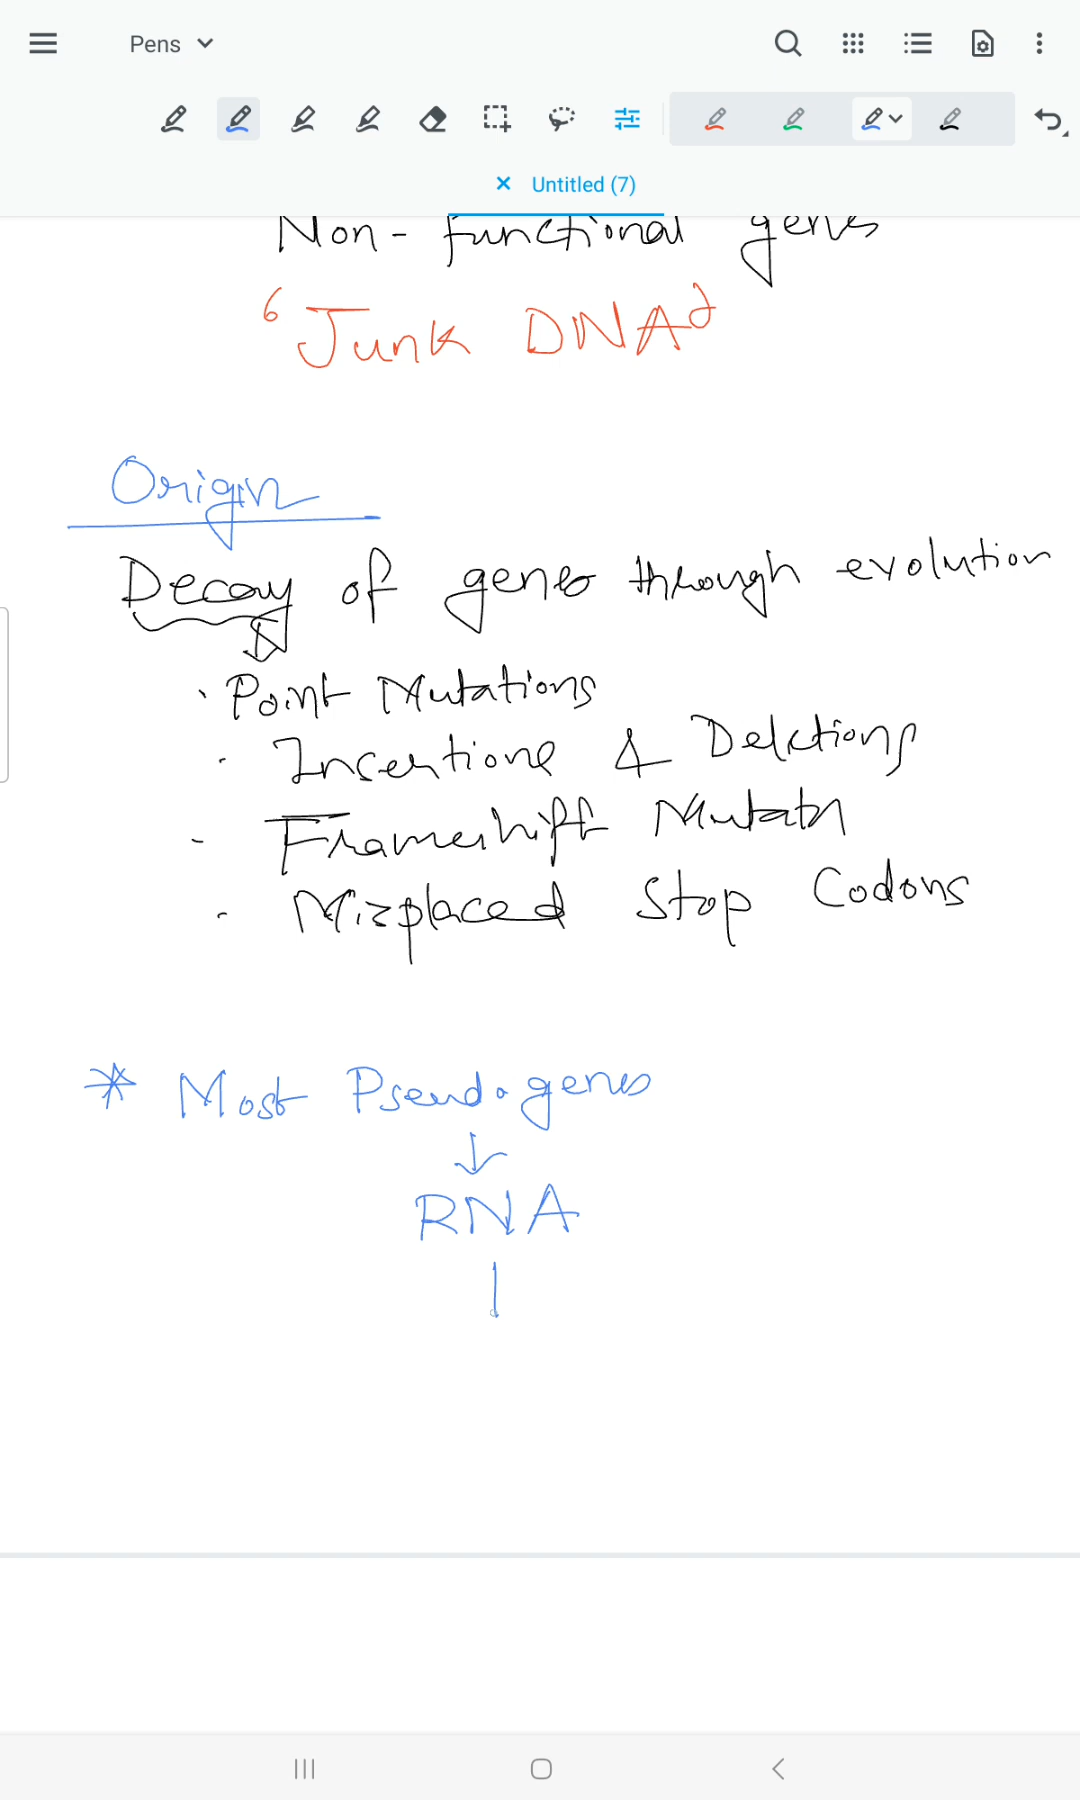 Pens
Untitled (7)
Non-functional genes
"Junk DNA"
Origin
Decay of genes through evolution
· Point Mutations
· Insertions & Deletions
- Frameshift Mutatn
- Misplaced Stop Codons
* Most Pseudogenes
↓
RNA